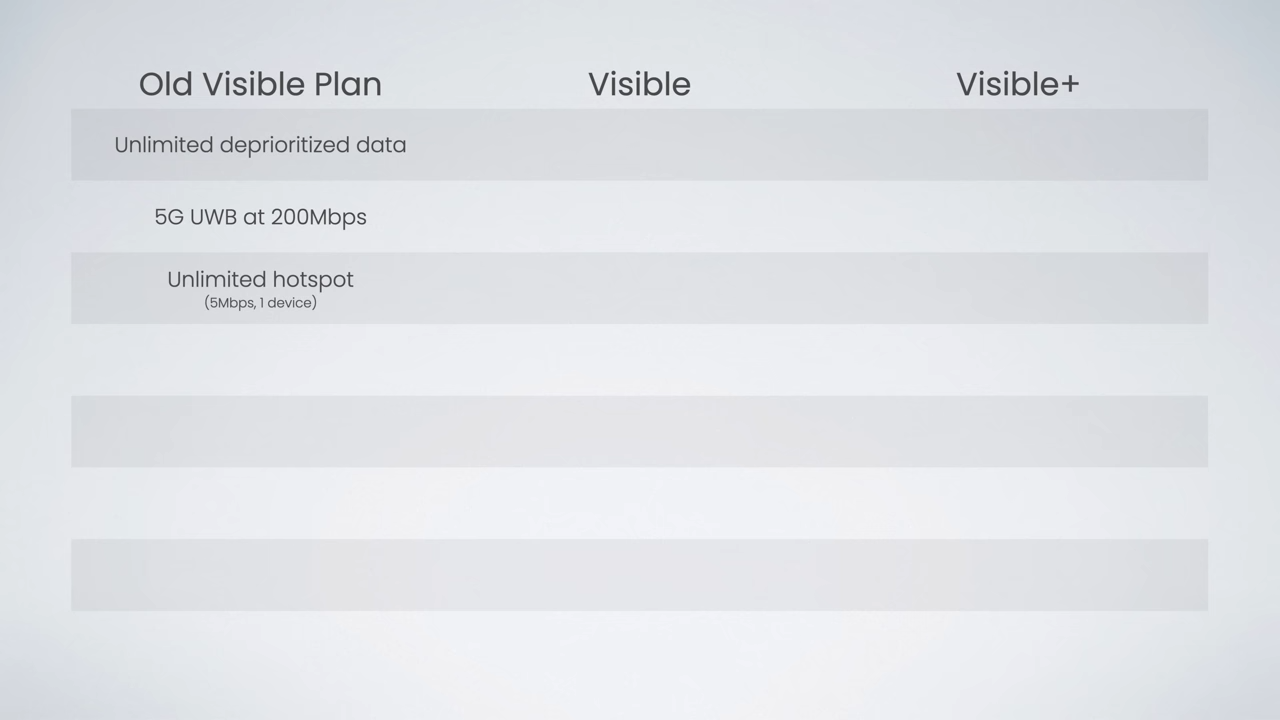 Old Visible Plan Visible Visible+
Unlimited deprioritized data
5G UWB at 200Mbps
Unlimited hotspot
(5Mbps, 1 device)